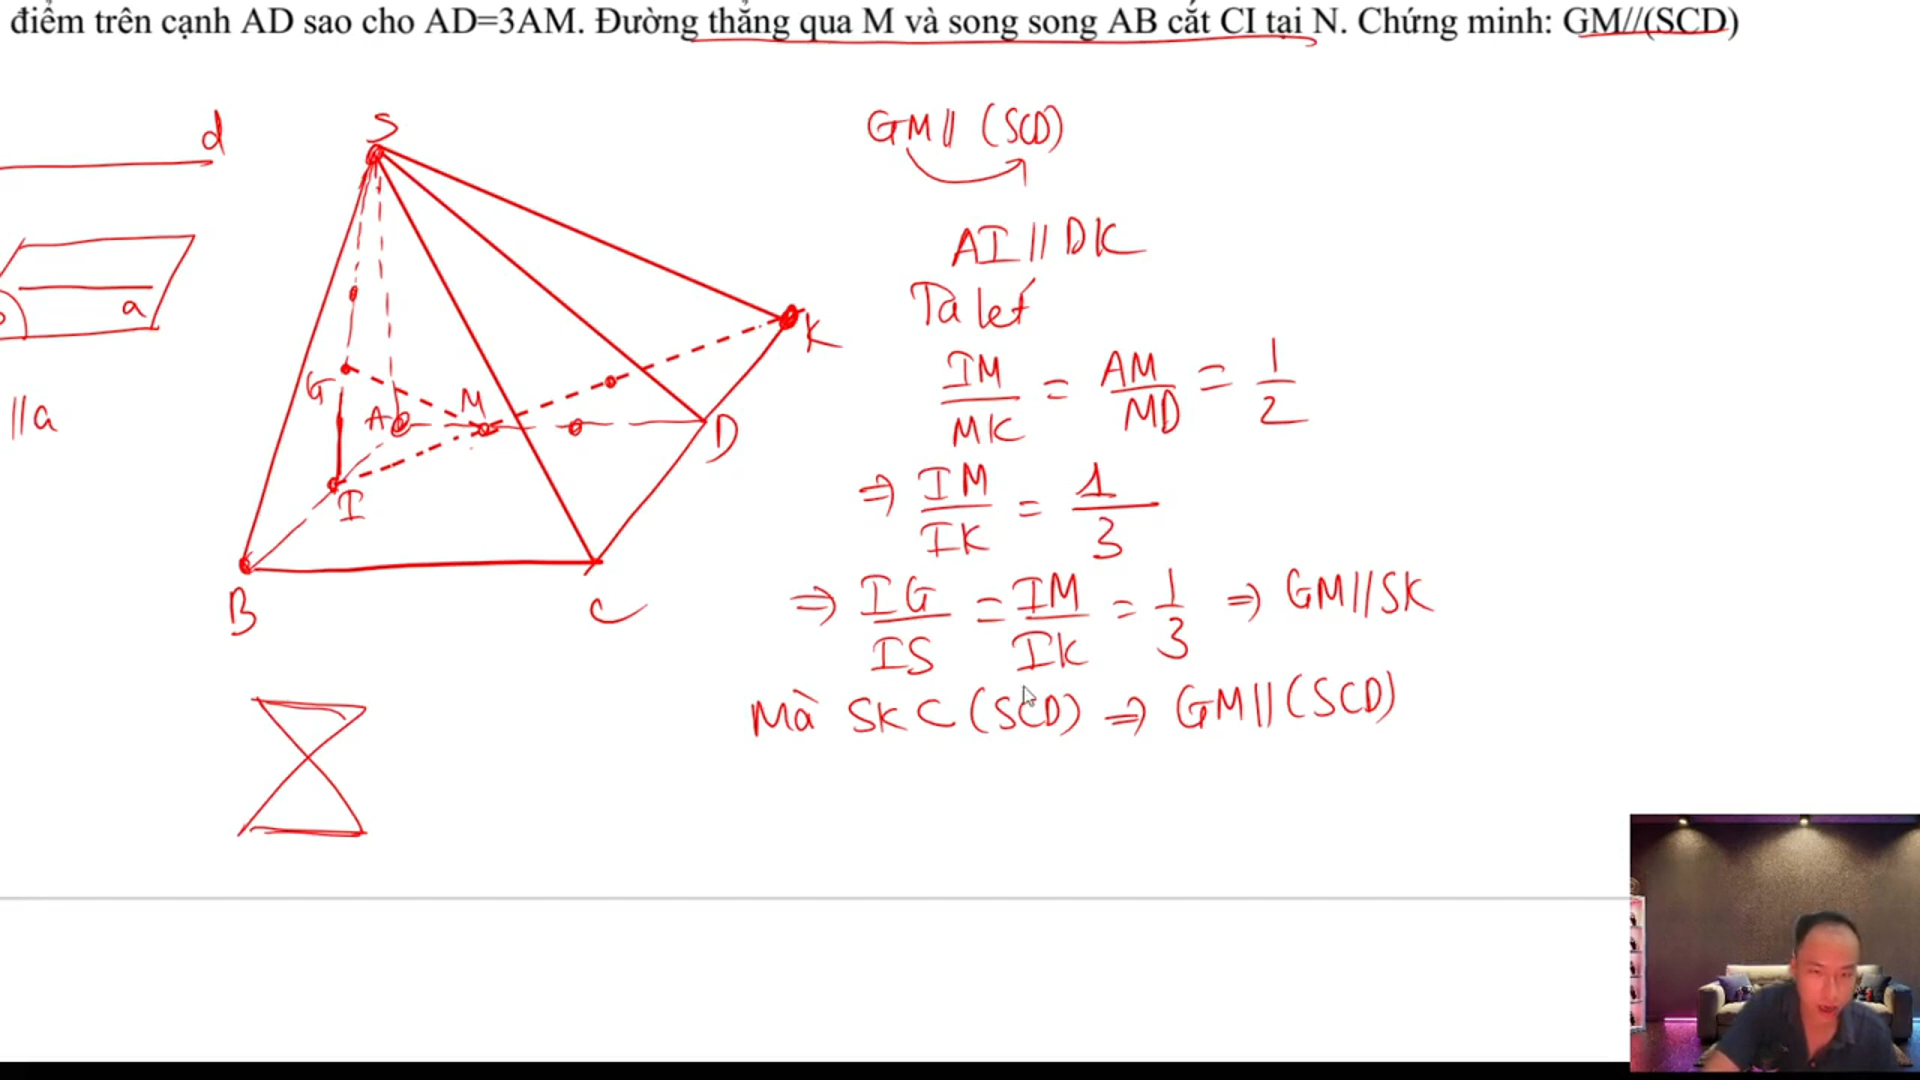 điểm trên cạnh AD sao cho AD=3AM. Đường thẳng qua M và song song AB cắt CI tại N. Chứng minh: GM//(SCD)
d
a
//a
S
K
G
A
M
D
I
B
C
GM // (SCD)
AI // DK
Ta let
IM/MK = AM/MD = 1/2
⇒ IM/IK = 1/3
⇒ IG/IS = IM/IK = 1/3 ⇒ GM//SK
Mà SK ⊂ (SCD) ⇒ GM // (SCD)